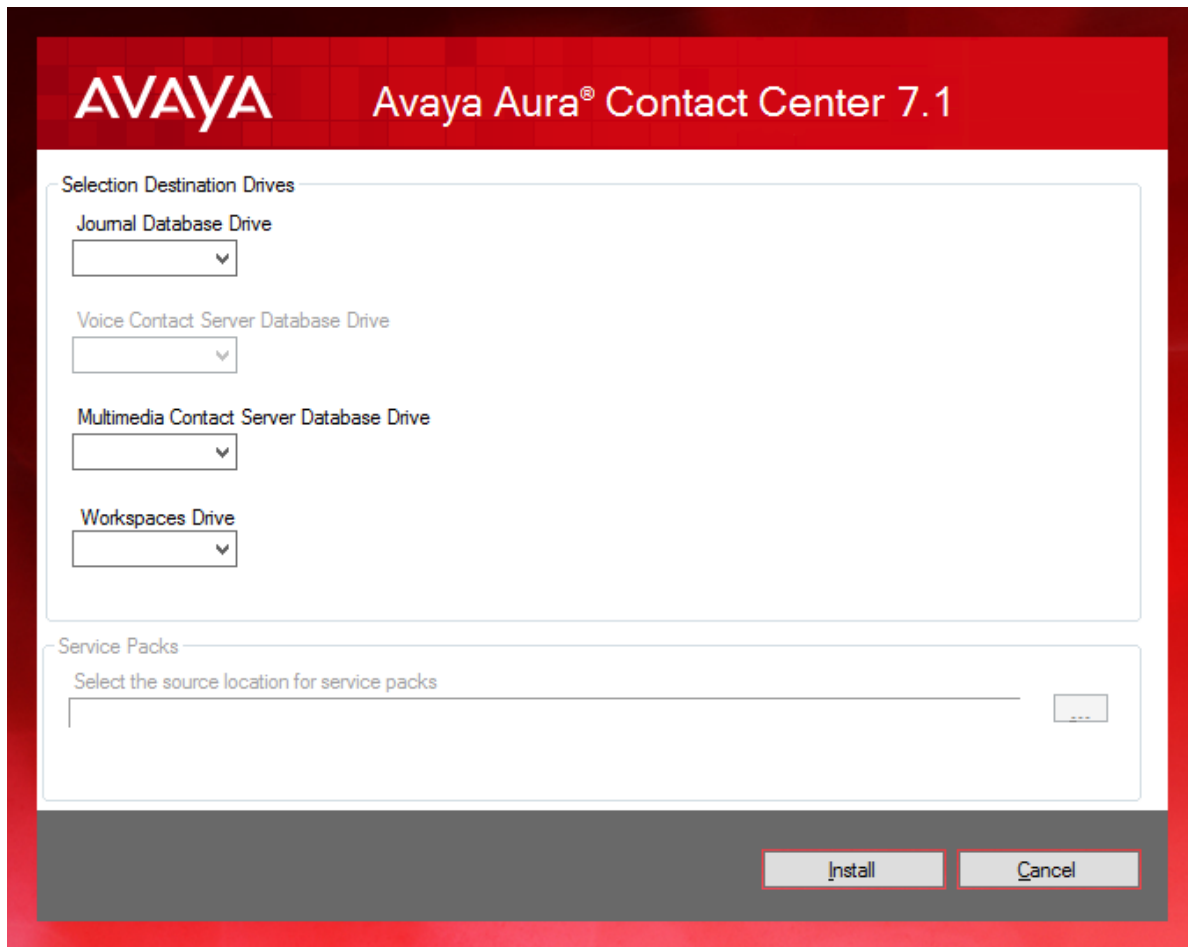 AVAYA
Avaya Aura® Contact Center 7.1
Selection Destination Drives
Journal Database Drive
Voice Contact Server Database Drive
Multimedia Contact Server Database Drive
Workspaces Drive
Service Packs
Select the source location for service packs
...
Install
Cancel